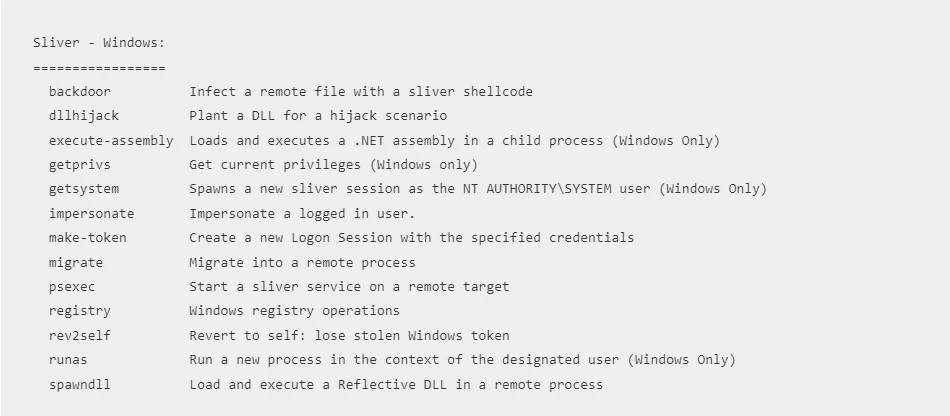 Sliver - Windows:
=================
backdoor Infect a remote file with a sliver shellcode
dllhijack Plant a DLL for a hijack scenario
execute-assembly Loads and executes a .NET assembly in a child process (Windows Only)
getprivs Get current privileges (Windows only)
getsystem Spawns a new sliver session as the NT AUTHORITY\SYSTEM user (Windows Only)
impersonate Impersonate a logged in user.
make-token Create a new Logon Session with the specified credentials
migrate Migrate into a remote process
psexec Start a sliver service on a remote target
registry Windows registry operations
rev2self Revert to self: lose stolen Windows token
runas Run a new process in the context of the designated user (Windows Only)
spawndll Load and execute a Reflective DLL in a remote process